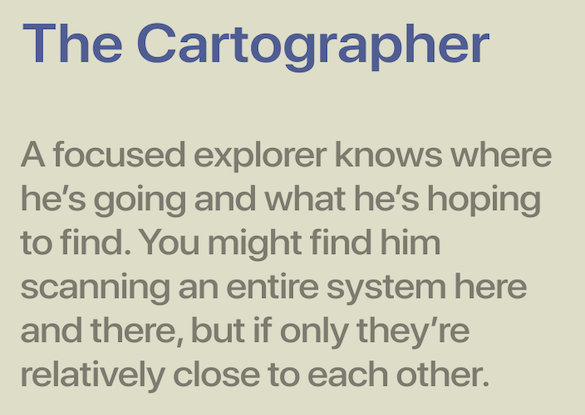 The Cartographer
A focused explorer knows where
he’s going and what he’s hoping
to find. You might find him
scanning an entire system here
and there, but if only they’re
relatively close to each other.